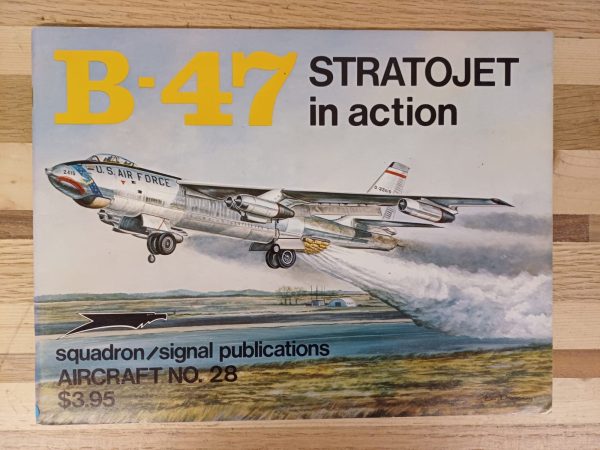 B-47
STRATOJET
in action
U.S. AIR FORCE
squadron/signal publications
AIRCRAFT NO. 28
$3.95